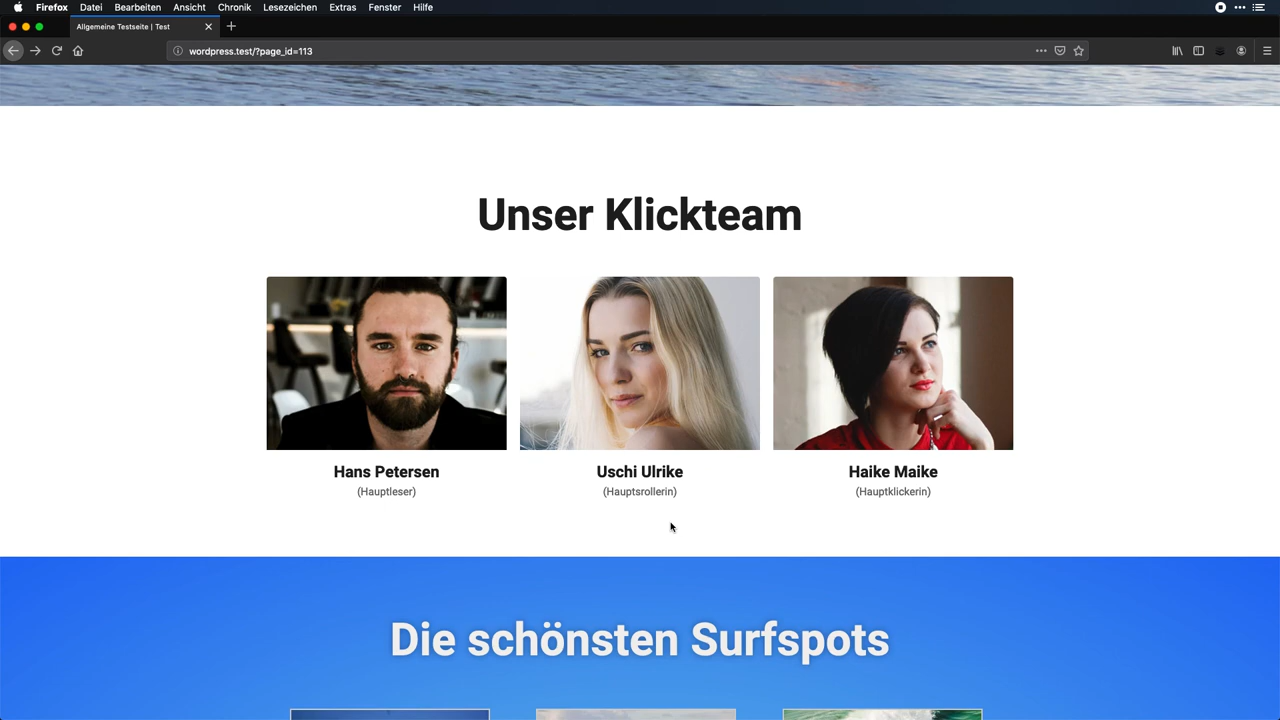 Firefox Datei Bearbeiten Ansicht Chronik Lesezeichen Extras Fenster Hilfe
Allgemeine Testseite | Test
wordpress.test/?page_id=113
Unser Klickteam
Hans Petersen
(Hauptleser)
Uschi Ulrike
(Hauptsrollerin)
Haike Maike
(Hauptklickerin)
Die schönsten Surfspots